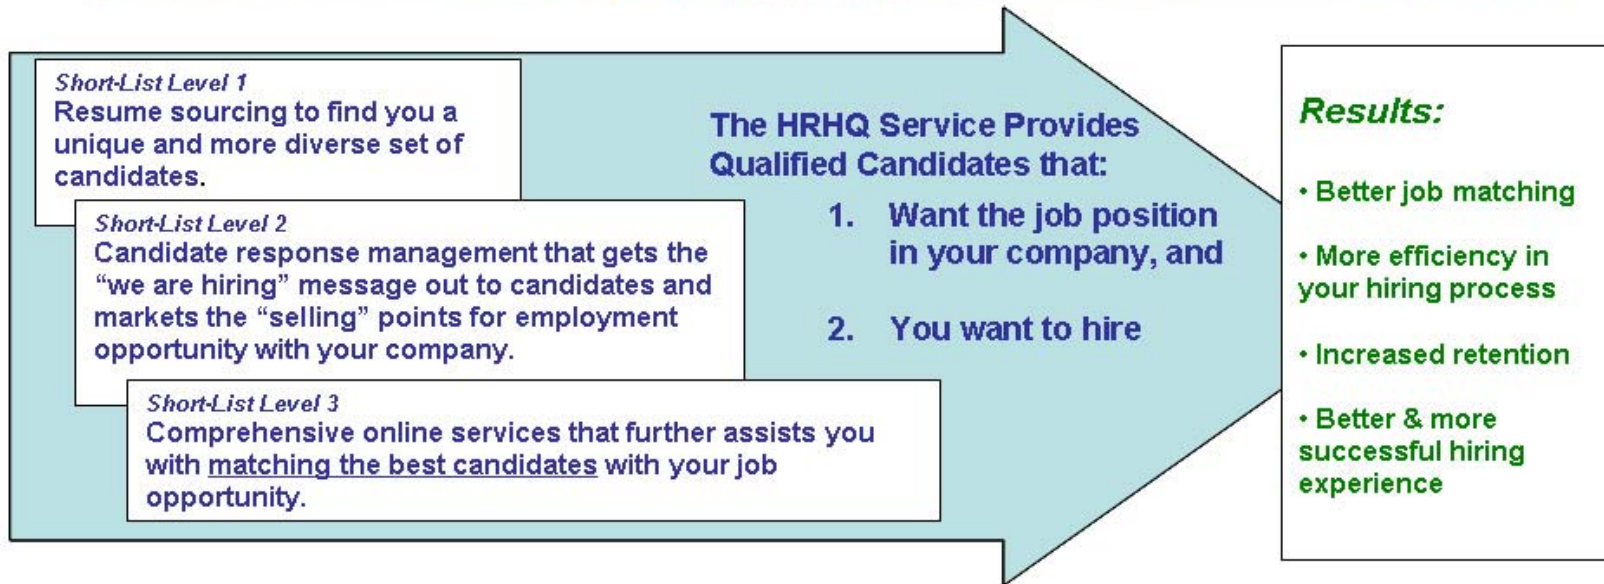 Short-List Level 1
Resume sourcing to find you a
unique and more diverse set of
candidates.
Short-List Level 2
Candidate response management that gets the
“we are hiring” message out to candidates and
markets the “selling” points for employment
opportunity with your company.
Short-List Level 3
Comprehensive online services that further assists you
with matching the best candidates with your job
opportunity.
The HRHQ Service Provides
Qualified Candidates that:
1. Want the job position
in your company, and
2. You want to hire
Results:
• Better job matching
• More efficiency in
your hiring process
• Increased retention
• Better & more
successful hiring
experience